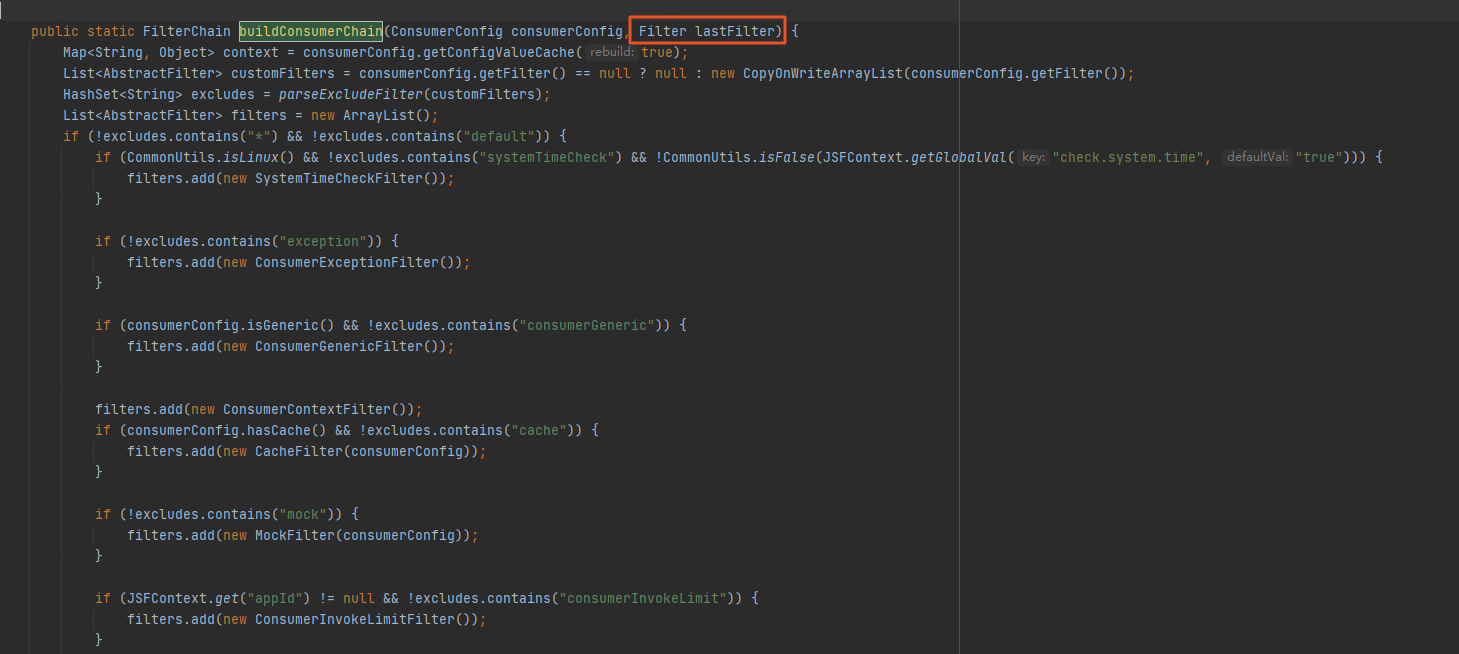 public static FilterChain buildConsumerChain(ConsumerConfig consumerConfig, Filter lastFilter) {
Map<String, Object> context = consumerConfig.getConfigValueCache( rebuild: true);
List<AbstractFilter> customFilters = consumerConfig.getFilter() == null ? null : new CopyOnWriteArrayList(consumerConfig.getFilter());
HashSet<String> excludes = parseExcludeFilter(customFilters);
List<AbstractFilter> filters = new ArrayList();
if (!excludes.contains("*") && !excludes.contains("default")) {
if (CommonUtils.isLinux() && !excludes.contains("systemTimeCheck") && !CommonUtils.isFalse(JSFContext.getGlobalVal( key: "check.system.time", defaultVal: "true"))) {
filters.add(new SystemTimeCheckFilter());
}
if (!excludes.contains("exception")) {
filters.add(new ConsumerExceptionFilter());
}
if (consumerConfig.isGeneric() && !excludes.contains("consumerGeneric")) {
filters.add(new ConsumerGenericFilter());
}
filters.add(new ConsumerContextFilter());
if (consumerConfig.hasCache() && !excludes.contains("cache")) {
filters.add(new CacheFilter(consumerConfig));
}
if (!excludes.contains("mock")) {
filters.add(new MockFilter(consumerConfig));
}
if (JSFContext.get("appId") != null && !excludes.contains("consumerInvokeLimit")) {
filters.add(new ConsumerInvokeLimitFilter());
}